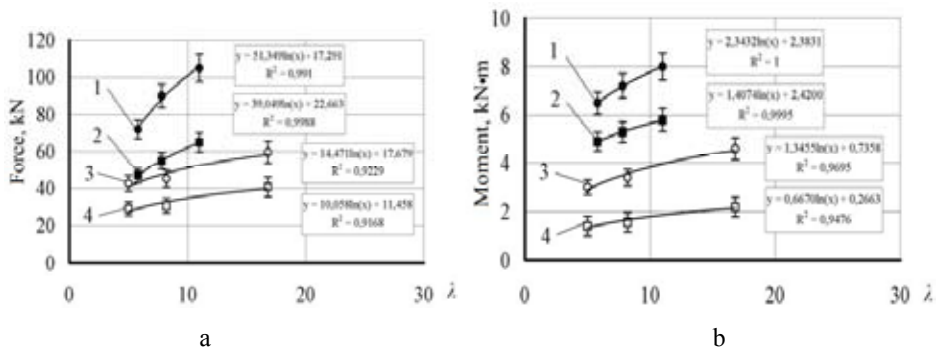 a
b
120
100
80
60
40
20
0
Force, kN
0
10
20
30
λ
1
2
3
4
y = 51,349ln(x) - 17,291
R² = 0,991
y = 39,049ln(x) + 22,663
R² = 0,9988
y = 14,471ln(x) + 17,679
R² = 0,9229
y = 10,058ln(x) + 11,458
R² = 0,9168
a
10
8
6
4
2
0
Moment, kN•m
0
10
20
30
λ
1
2
3
4
y = 2,3432ln(x) + 2,3831
R² = 1
y = 1,4074ln(x) + 2,4200
R² = 0,9995
y = 1,3455ln(x) + 0,7358
R² = 0,9695
y = 0,6670ln(x) + 0,2663
R² = 0,9476
b